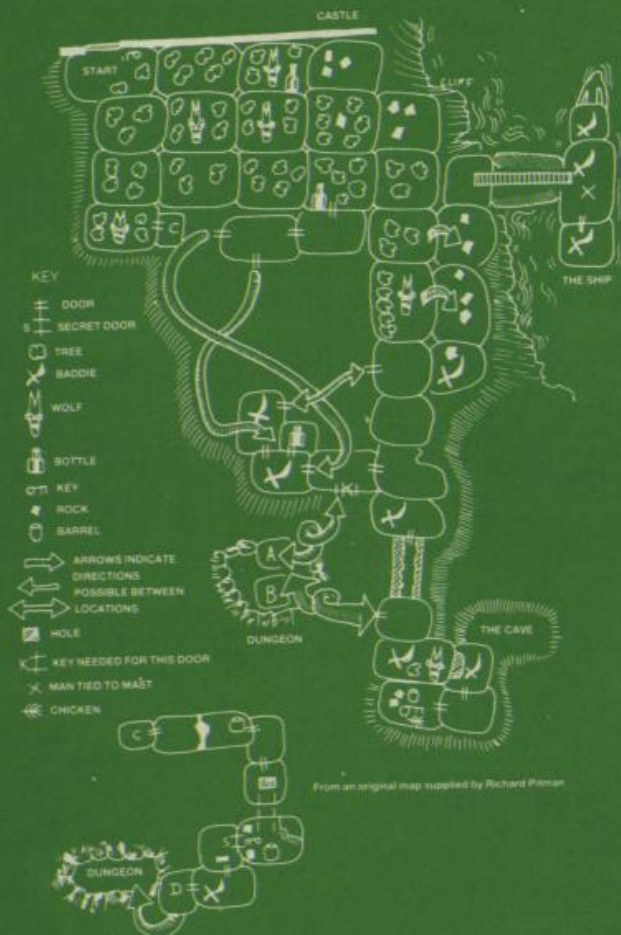 CASTLE
START
CLIFF
C
THE SHIP
KEY
DOOR
S SECRET DOOR
TREE
BADDIE
WOLF
BOTTLE
KEY
ROCK
BARREL
ARROWS INDICATE
DIRECTIONS
POSSIBLE BETWEEN
LOCATIONS
HOLE
K KEY NEEDED FOR THIS DOOR
MAN TIED TO MAST
CHICKEN
K
A
B
DUNGEON
THE CAVE
C
From an original map supplied by Richard Pitman
S
DUNGEON
D